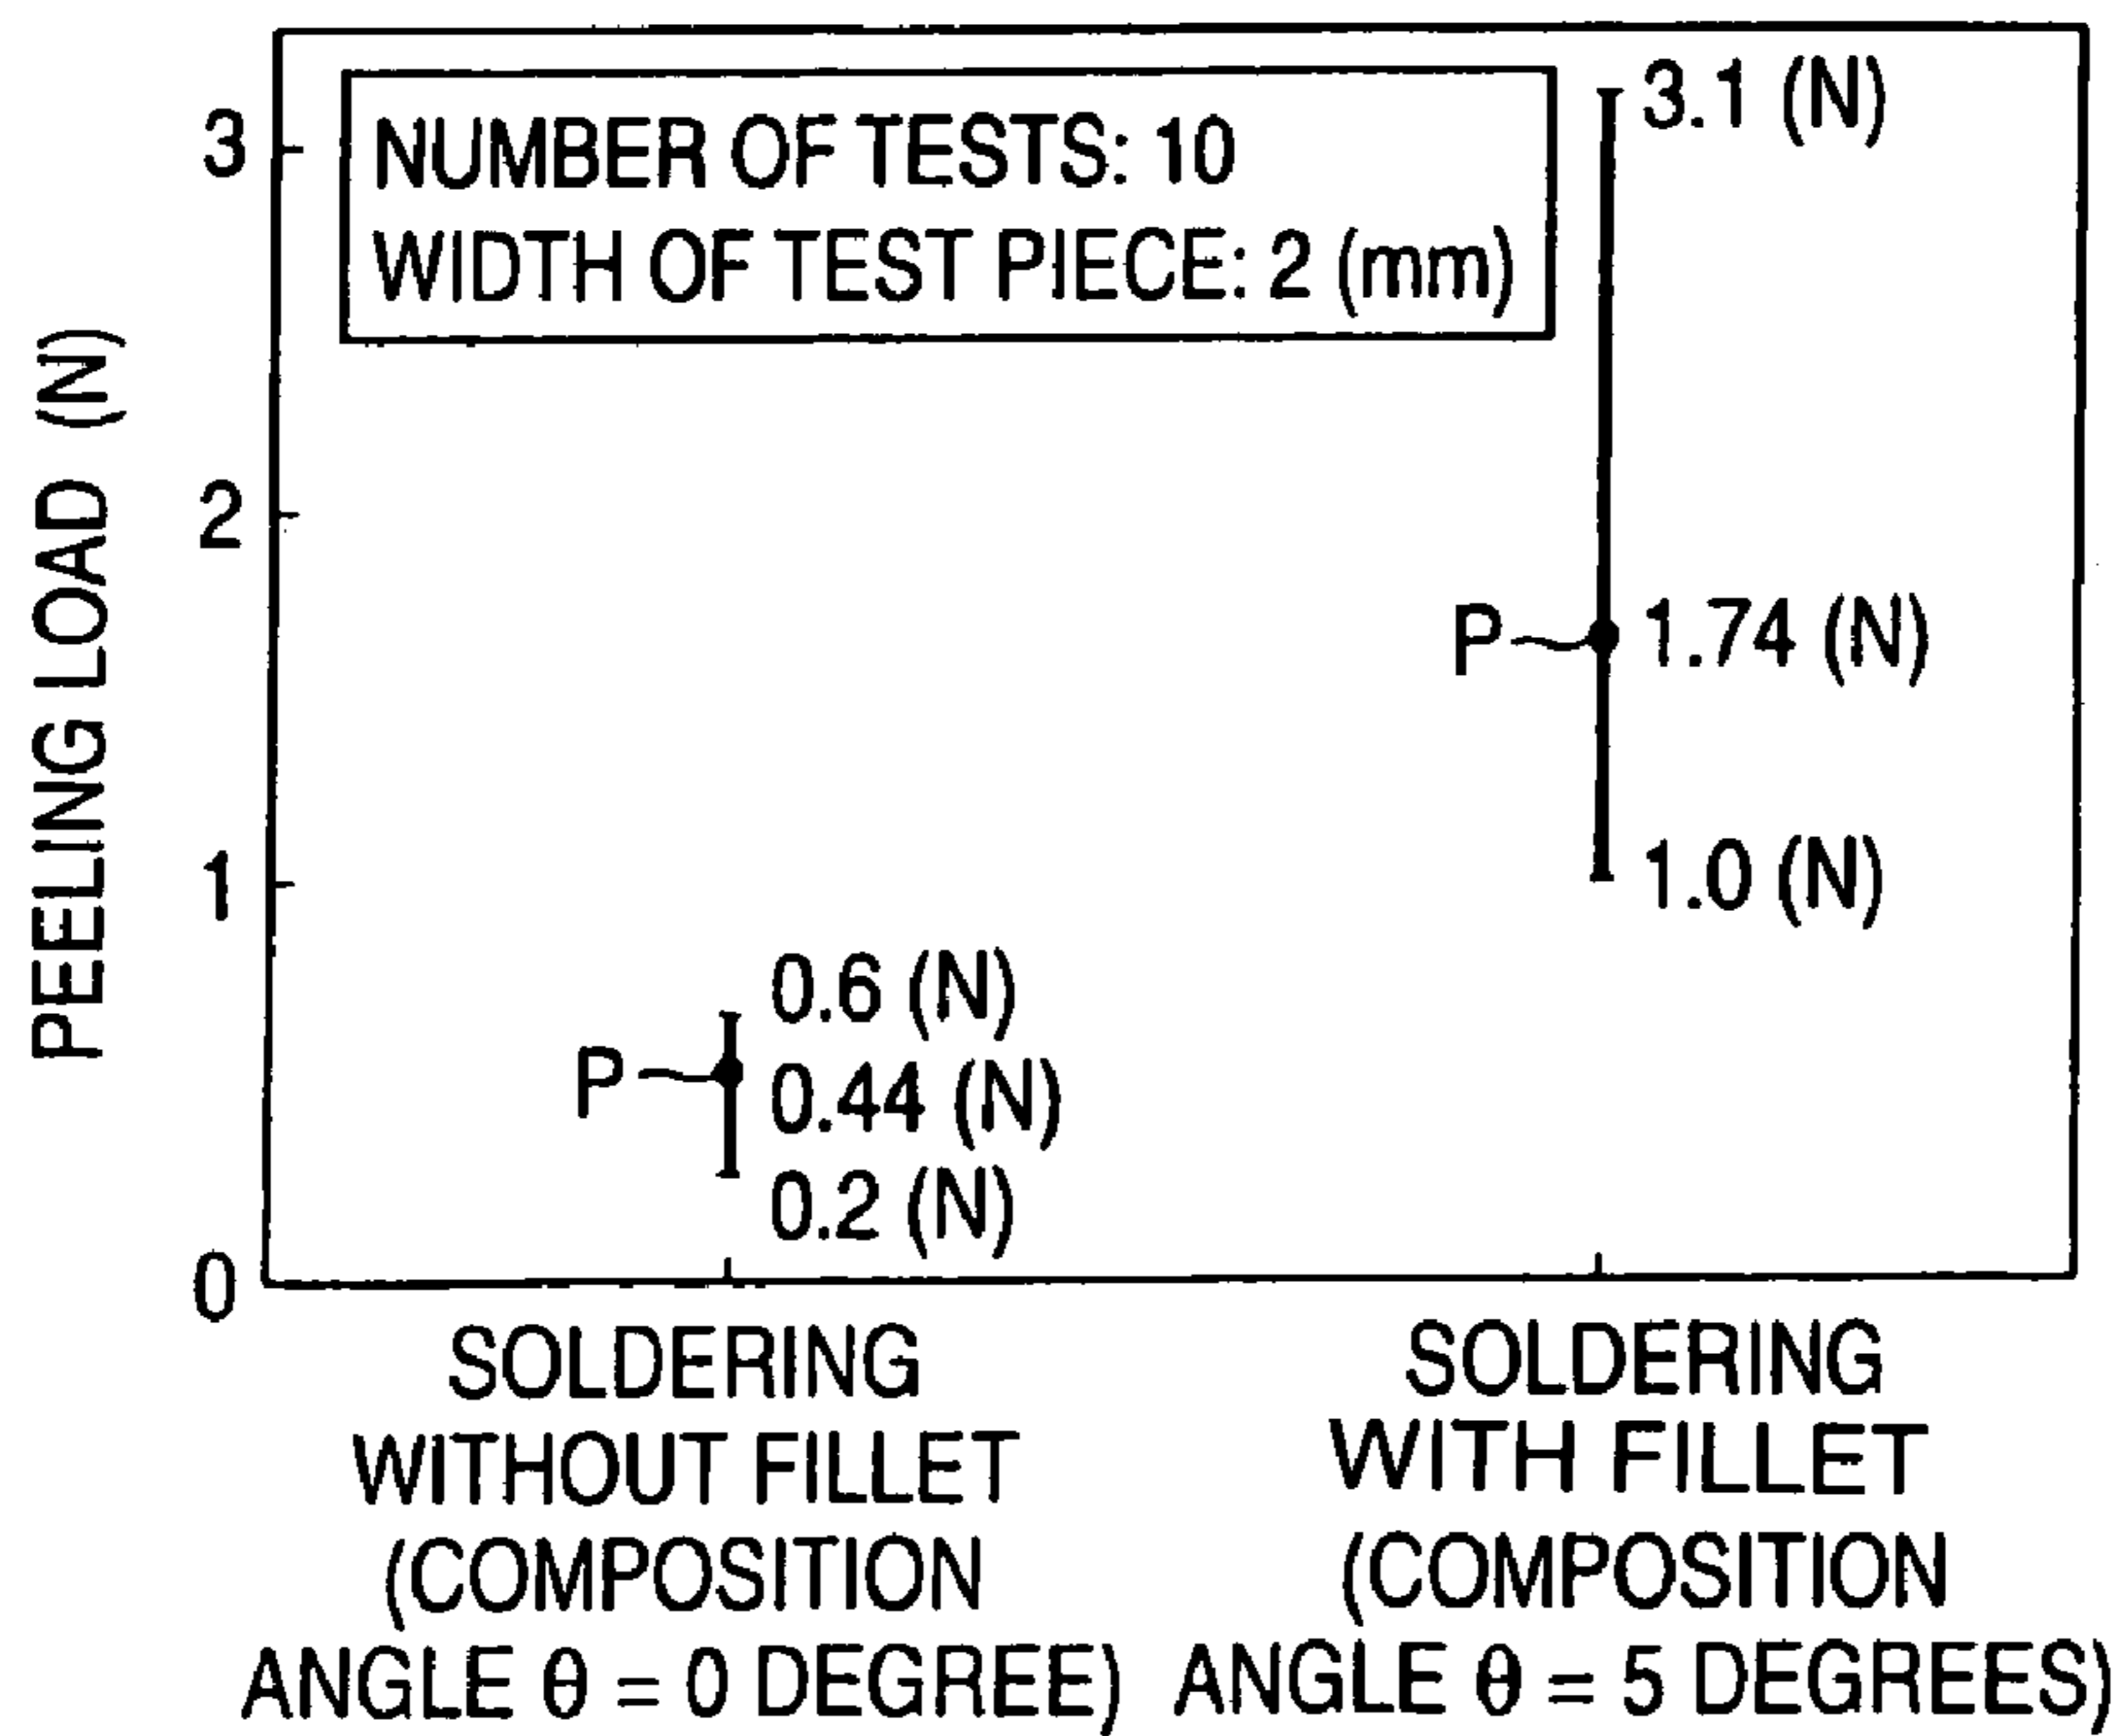 PEELING LOAD (N)
3
2
1
0
NUMBER OF TESTS: 10
WIDTH OF TEST PIECE: 2 (mm)
3.1 (N)
P
1.74 (N)
1.0 (N)
0.6 (N)
P
0.44 (N)
0.2 (N)
SOLDERING
WITHOUT FILLET
(COMPOSITION
ANGLE θ = 0 DEGREE)
SOLDERING
WITH FILLET
(COMPOSITION
ANGLE θ = 5 DEGREES)